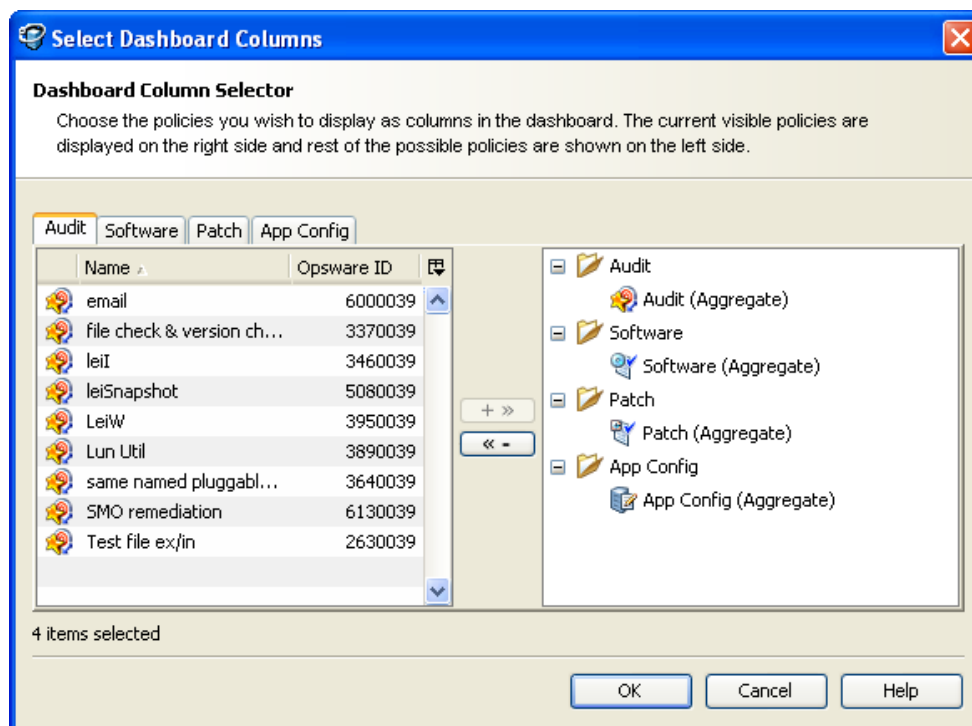 Select Dashboard Columns
Dashboard Column Selector
Choose the policies you wish to display as columns in the dashboard. The current visible policies are
displayed on the right side and rest of the possible policies are shown on the left side.
Audit Software Patch App Config
Name Opsware ID
email 6000039
file check & version ch... 3370039
leiI 3460039
leiSnapshot 5080039
LeiW 3950039
Lun Util 3890039
same named pluggabl... 3640039
SMO remediation 6130039
Test file ex/in 2630039
+ »
« -
Audit
Audit (Aggregate)
Software
Software (Aggregate)
Patch
Patch (Aggregate)
App Config
App Config (Aggregate)
4 items selected
OK Cancel Help